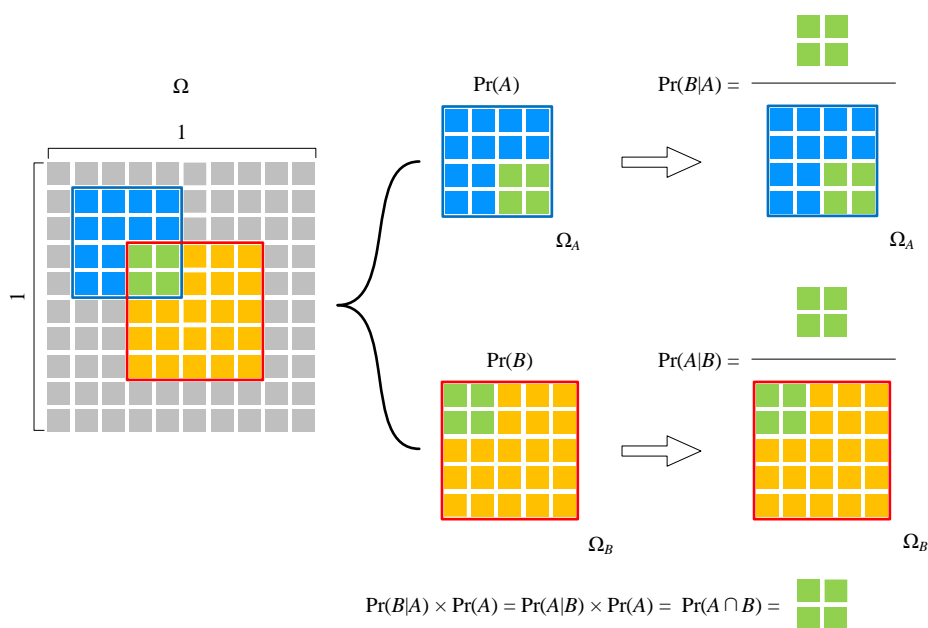 Ω
1
1
Pr(A)
Pr(B|A) =
Ω_A
Ω_A
Pr(B)
Pr(A|B) =
Ω_B
Ω_B
Pr(B|A) × Pr(A) = Pr(A|B) × Pr(A) = Pr(A ∩ B) =